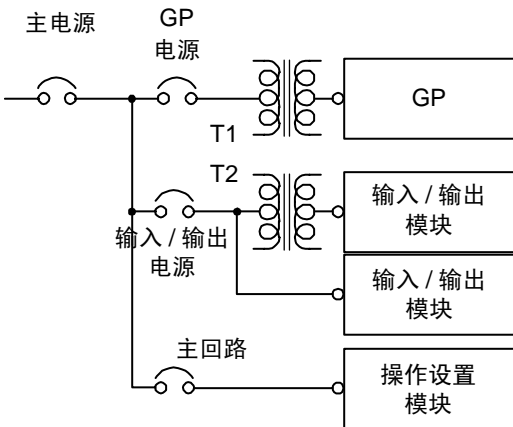 主电源
GP
电源
GP
T1
T2
输入 / 输出
模块
输入 / 输出
电源
输入 / 输出
模块
主回路
操作设置
模块